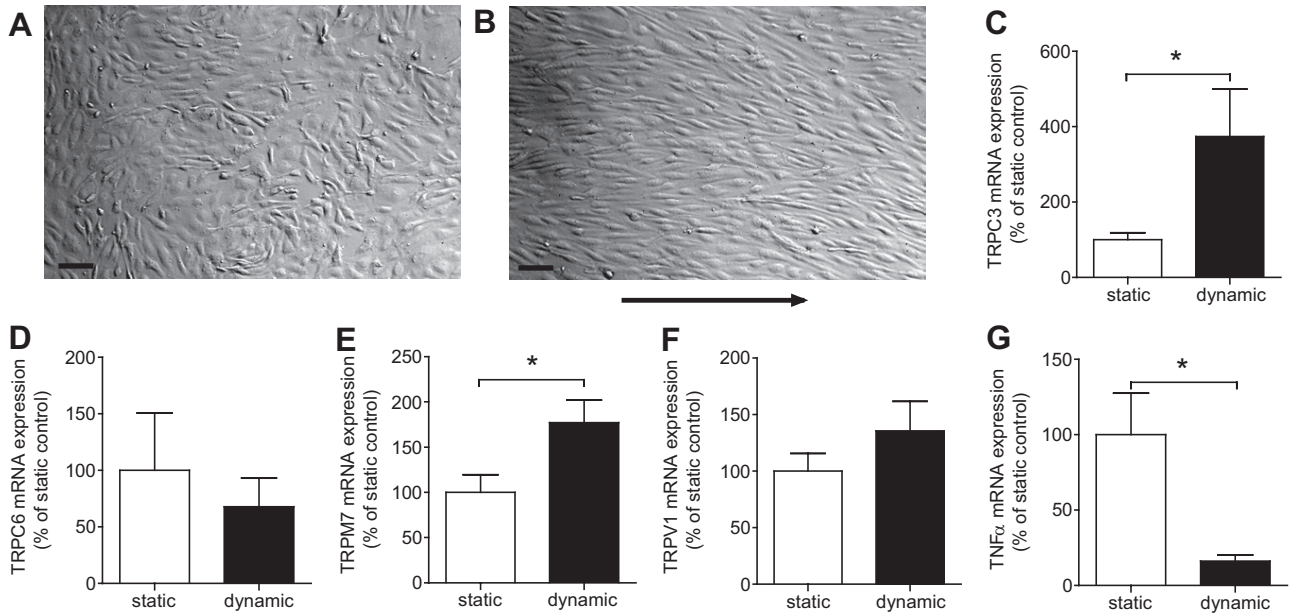 A
B
C
TRPC3 mRNA expression
(% of static control)
600
400
200
0
*
static dynamic
D
TRPC6 mRNA expression
(% of static control)
200
150
100
50
0
static dynamic
E
TRPM7 mRNA expression
(% of static control)
250
200
150
100
50
0
*
static dynamic
F
TRPV1 mRNA expression
(% of static control)
200
150
100
50
0
static dynamic
G
TNFα mRNA expression
(% of static control)
150
100
50
0
*
static dynamic